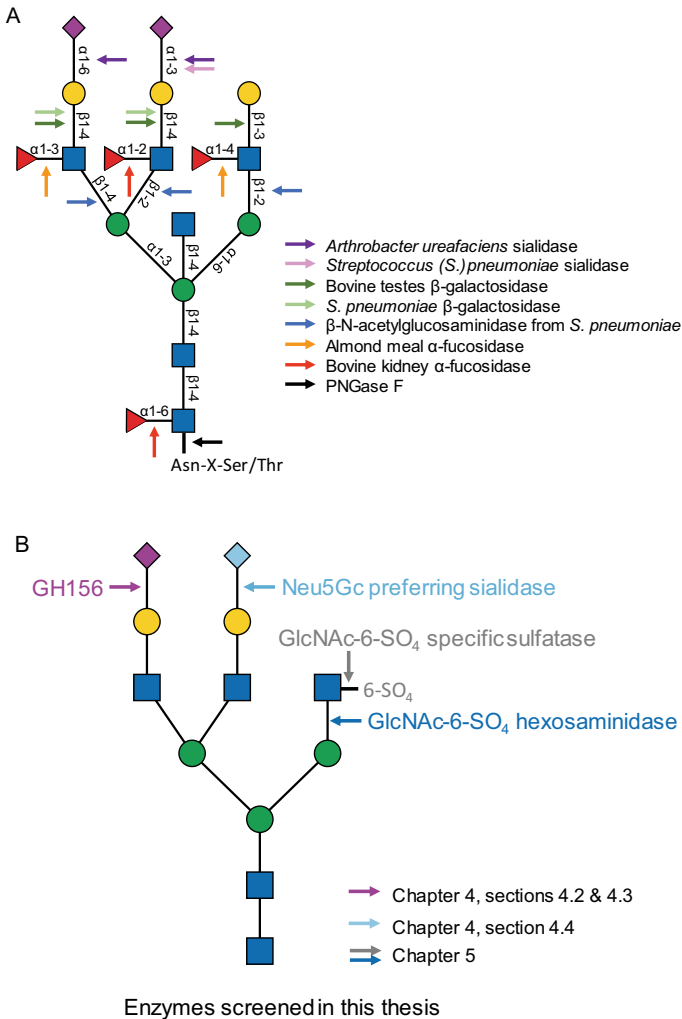 A
α1-6
α1-3
β1-4
β1-4
β1-3
α1-3
α1-2
α1-4
β1-4
β1-2
β1-2
β1-4
α1-3
α1-6
β1-4
β1-4
α1-6
Asn-X-Ser/Thr
Arthrobacter ureafaciens sialidase
Streptococcus (S.) pneumoniae sialidase
Bovine testes β-galactosidase
S. pneumoniae β-galactosidase
β-N-acetylglucosaminidase from S. pneumoniae
Almond meal α-fucosidase
Bovine kidney α-fucosidase
PNGase F
B
GH156
Neu5Gc preferring sialidase
GlcNAc-6-SO₄ specific sulfatase
6-SO₄
GlcNAc-6-SO₄ hexosaminidase
Chapter 4, sections 4.2 & 4.3
Chapter 4, section 4.4
Chapter 5
Enzymes screened in this thesis